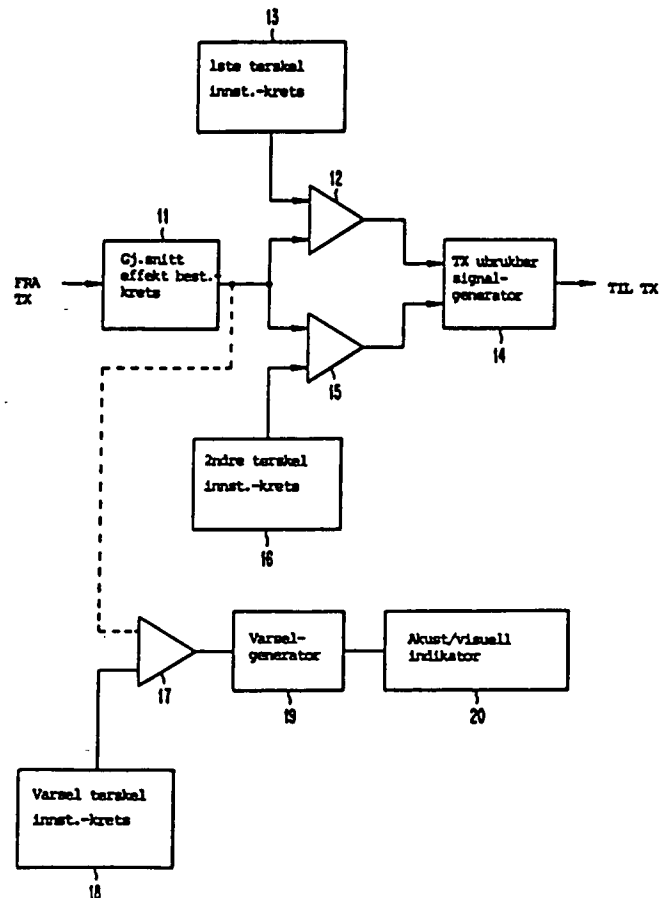 13
1ste terskel
innst.-krets
12
11
Gj.snitt
effekt best.-
krets
FRA
TX
TX ubrukbar
signal-
generator
TIL TX
14
15
2ndre terskel
innst.-krets
16
17
Varsel-
generator
19
Akust/visuell
indikator
20
Varsel terskel
innst.-krets
18